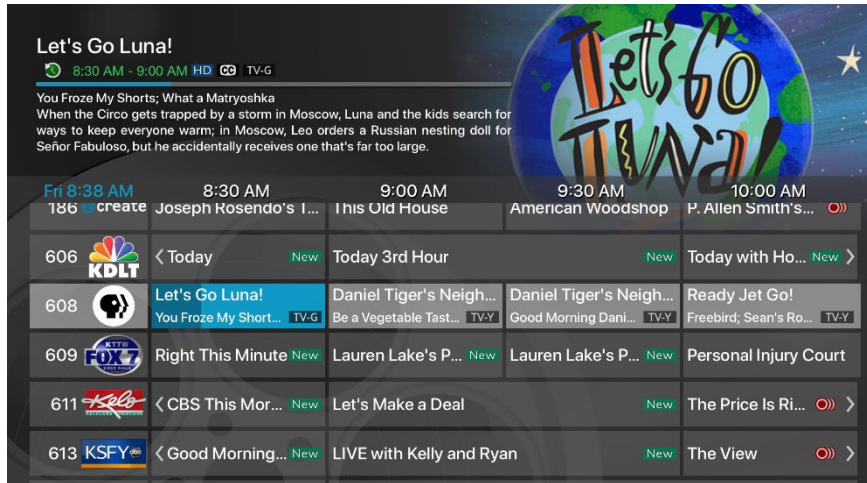 Let's Go Luna!
8:30 AM - 9:00 AM HD CC TV-G
You Froze My Shorts; What a Matryoshka
When the Circo gets trapped by a storm in Moscow, Luna and the kids search for
ways to keep everyone warm; in Moscow, Leo orders a Russian nesting doll for
Señor Fabuloso, but he accidentally receives one that's far too large.
Let's Go Luna!
Fri 8:38 AM 8:30 AM 9:00 AM 9:30 AM 10:00 AM
186 create Joseph Rosendo's T... This Old House American Woodshop P. Allen Smith's...
606 KDLT Today New Today 3rd Hour New Today with Ho... New
608 Let's Go Luna! Daniel Tiger's Neigh... Daniel Tiger's Neigh... Ready Jet Go!
You Froze My Short... TV-G Be a Vegetable Tast... TV-Y Good Morning Dani... TV-Y Freebird; Sean's Ro... TV-Y
609 KTTW FOX 7 SIOUX FALLS Right This Minute New Lauren Lake's P... New Lauren Lake's P... New Personal Injury Court
611 Kelo CBS This Mor... New Let's Make a Deal New The Price Is Ri...
613 KSFY abc Good Morning... New LIVE with Kelly and Ryan New The View